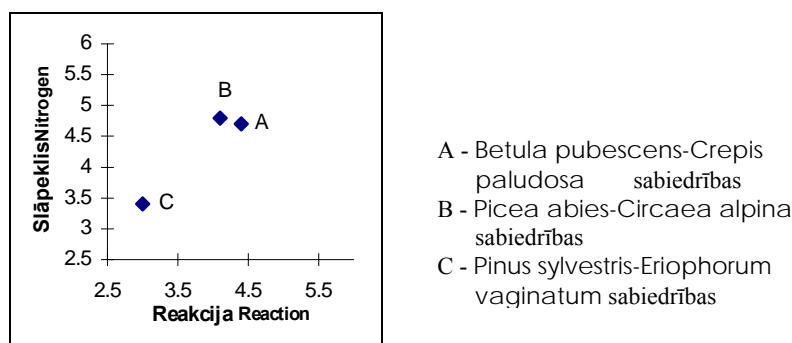 6
5.5
B
5
A
4.5
4
3.5
C
3
2.5
2.5 3.5 4.5 5.5
SlāpeklisNitrogen
Reakcija Reaction
A - Betula pubescens-Crepis
paludosa sabiedrības
B - Picea abies-Circaea alpina
sabiedrības
C - Pinus sylvestris-Eriophorum
vaginatum sabiedrības